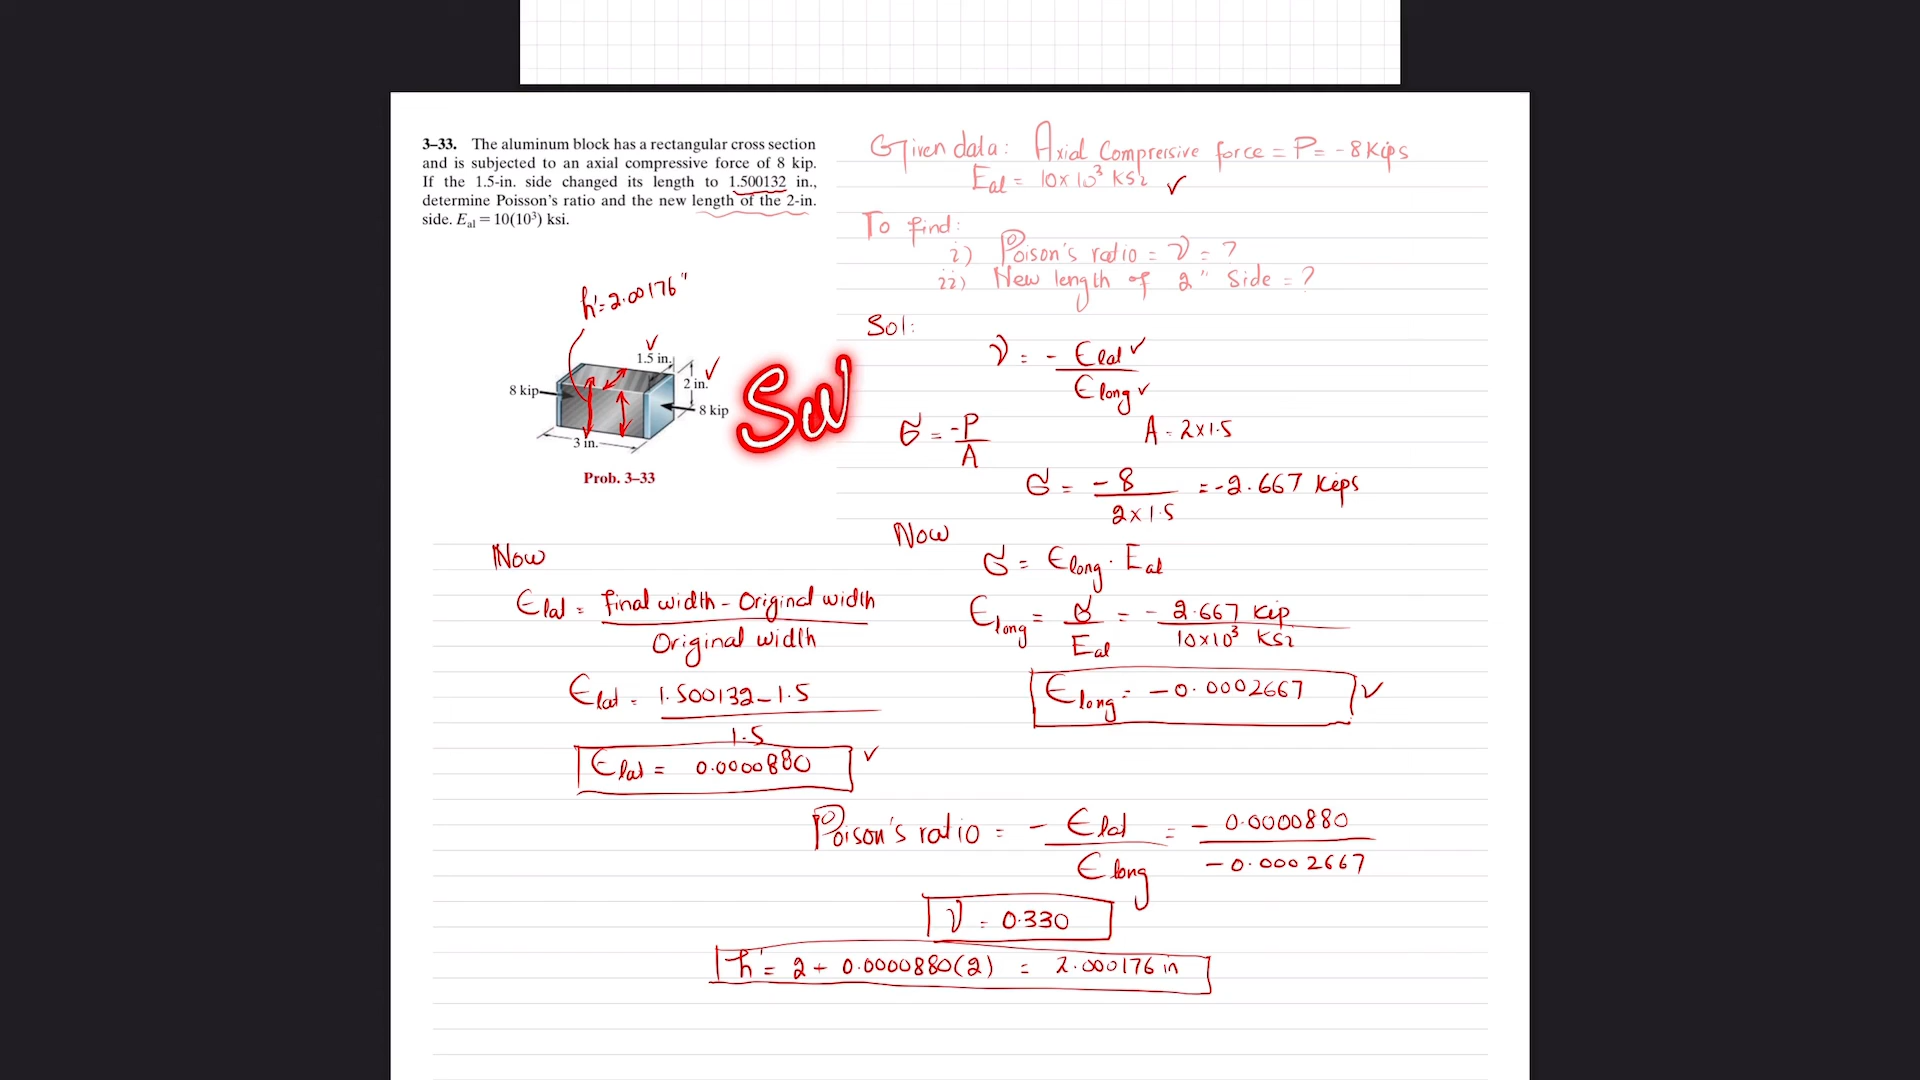 3–33. The aluminum block has a rectangular cross section
and is subjected to an axial compressive force of 8 kip.
If the 1.5-in. side changed its length to 1.500132 in.,
determine Poisson's ratio and the new length of the 2-in.
side. Eal = 10(10³) ksi.
h' = 2.00176"
1.5 in.
2 in.
8 kip
8 kip
3 in.
Prob. 3–33
Given data: Axial Compressive force = P = -8 Kips
Eal = 10×10³ Ksi ✓
To find:
i) Poison's ratio = ν = ?
ii) New length of 2" Side = ?
Sol:
ν = - ϵlat ✓ / ϵlong ✓
σ = -P / A
A = 2×1.5
σ = -8 / 2×1.5 = -2.667 kips
Now
σ = ϵlong · Eal
ϵlong = σ / Eal = - 2.667 kip / 10×10³ Ksi
ϵlong = -0.0002667 ✓
Now
ϵlat = final width - Original width / Original width
ϵlat = 1.500132 - 1.5 / 1.5
ϵlat = 0.0000880 ✓
Poison's ratio = - ϵlat / ϵlong = - 0.0000880 / -0.0002667
ν = 0.330
h' = 2 + 0.0000880(2) = 2.000176 in